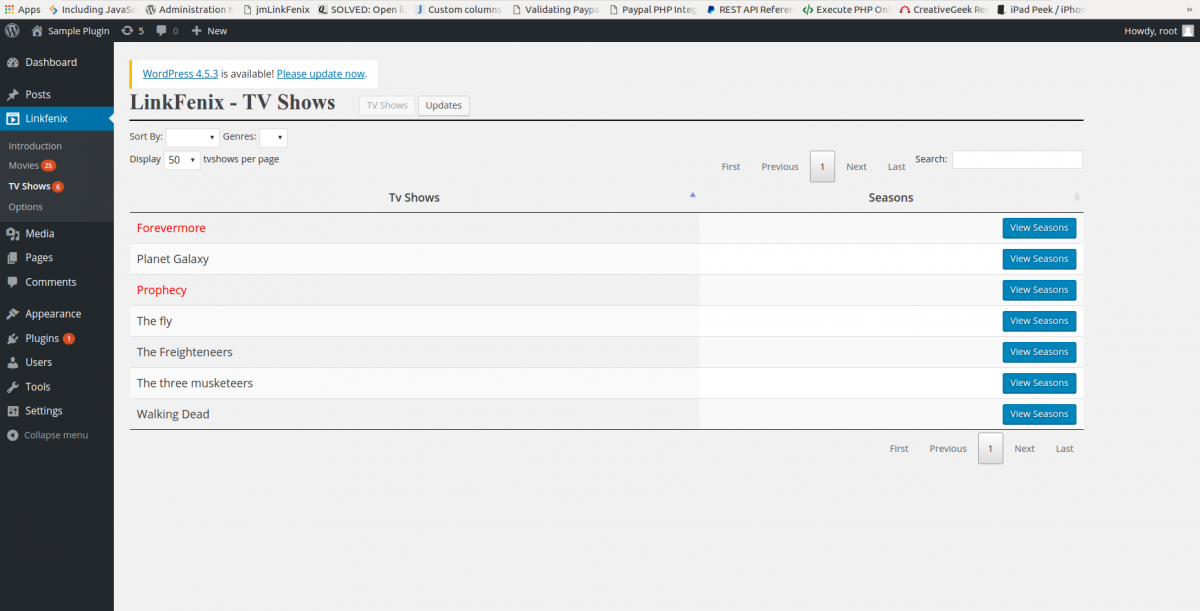 Apps Including JavaSc Administration jmLinkFenix SOLVED: Open li Custom columns Validating Paypa Paypal PHP Integ REST API Referen Execute PHP Onl CreativeGeek Re iPad Peek / iPhon »
Sample Plugin 5 0 New Howdy, root
Dashboard
Posts
Linkfenix
Introduction
Movies 25
TV Shows 6
Options
Media
Pages
Comments
Appearance
Plugins 1
Users
Tools
Settings
Collapse menu
WordPress 4.5.3 is available! Please update now.
LinkFenix - TV Shows TV Shows Updates
Sort By: Genres:
Display 50 tvshows per page
First Previous 1 Next Last Search:
Tv Shows Seasons
Forevermore View Seasons
Planet Galaxy View Seasons
Prophecy View Seasons
The fly View Seasons
The Freighteneers View Seasons
The three musketeers View Seasons
Walking Dead View Seasons
First Previous 1 Next Last